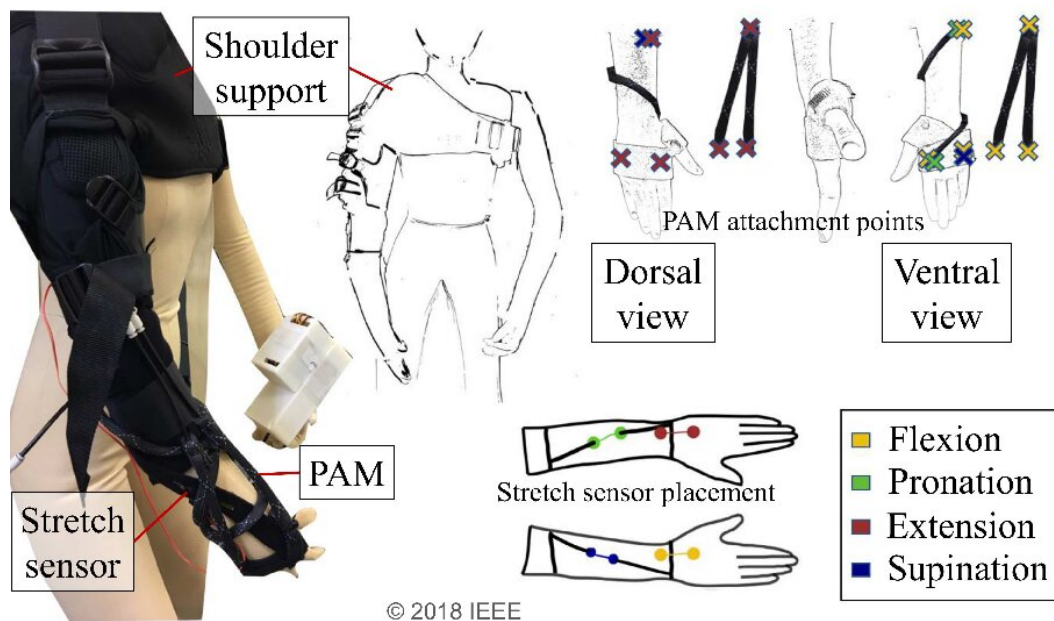 Shoulder
support
PAM attachment points
Dorsal
view
Ventral
view
PAM
Stretch
sensor
Stretch sensor placement
Flexion
Pronation
Extension
Supination
© 2018 IEEE